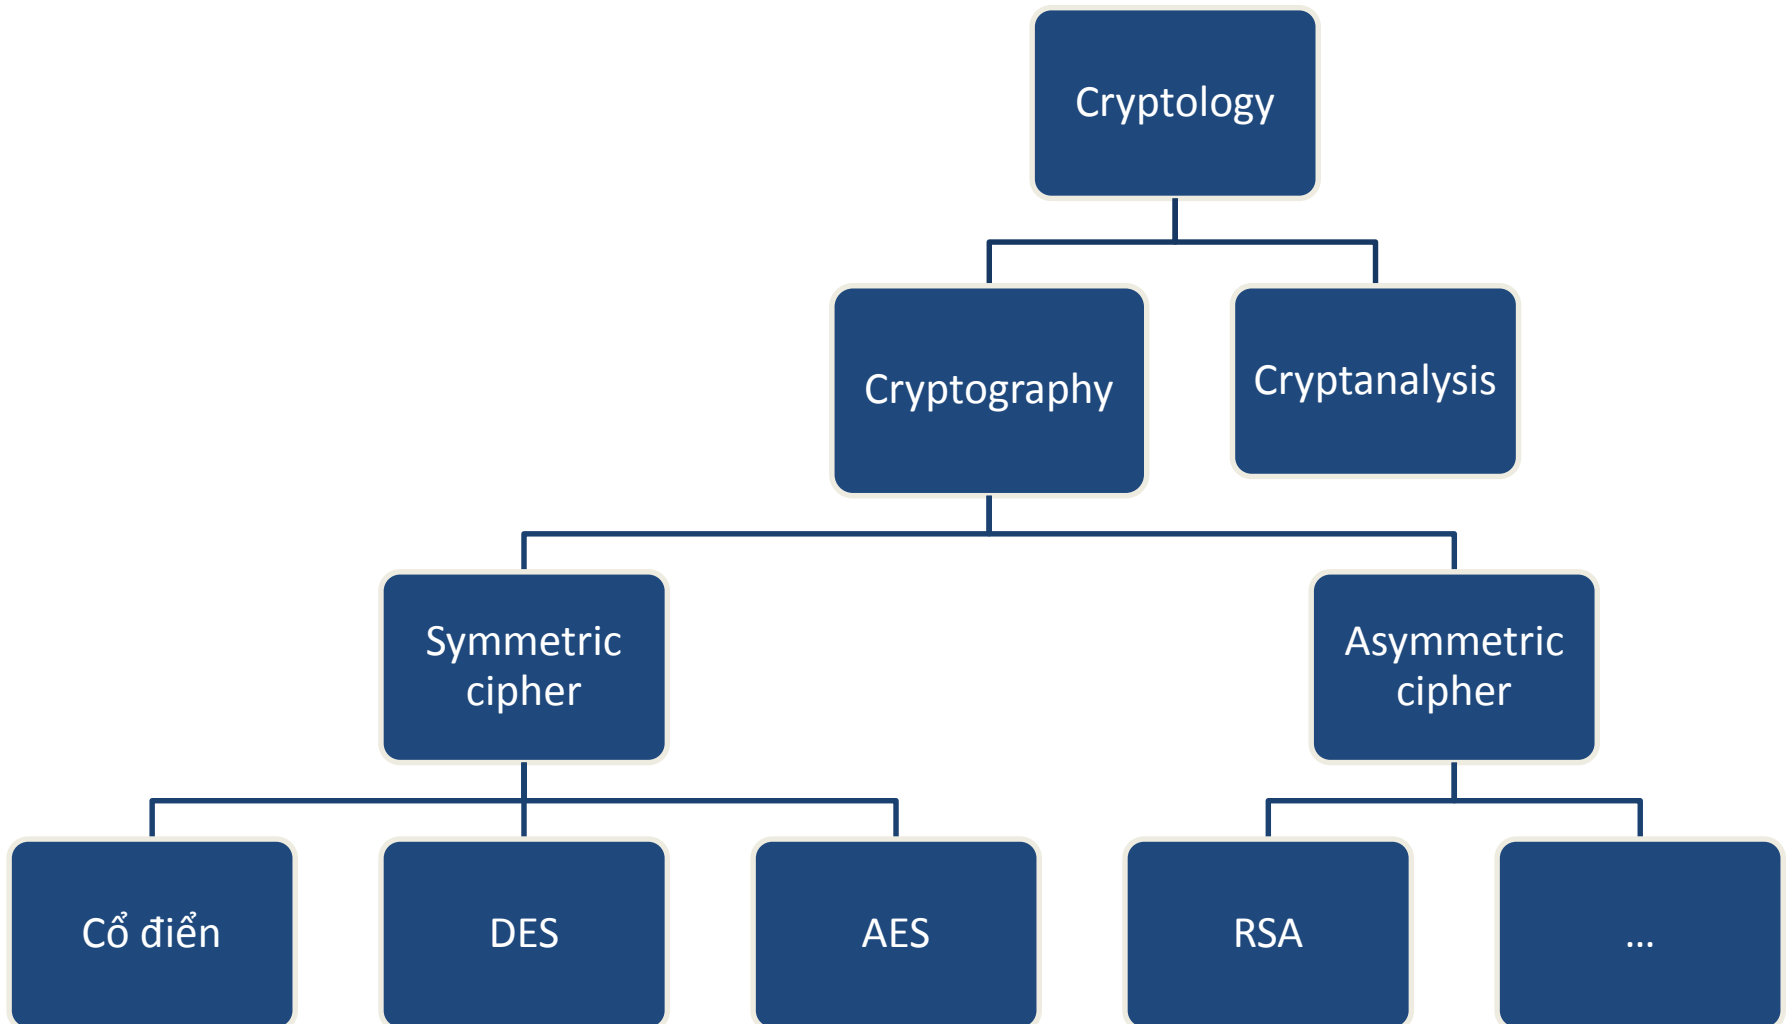 Cryptology
Cryptography
Cryptanalysis
Symmetric
cipher
Asymmetric
cipher
Cổ điển
DES
AES
RSA
...